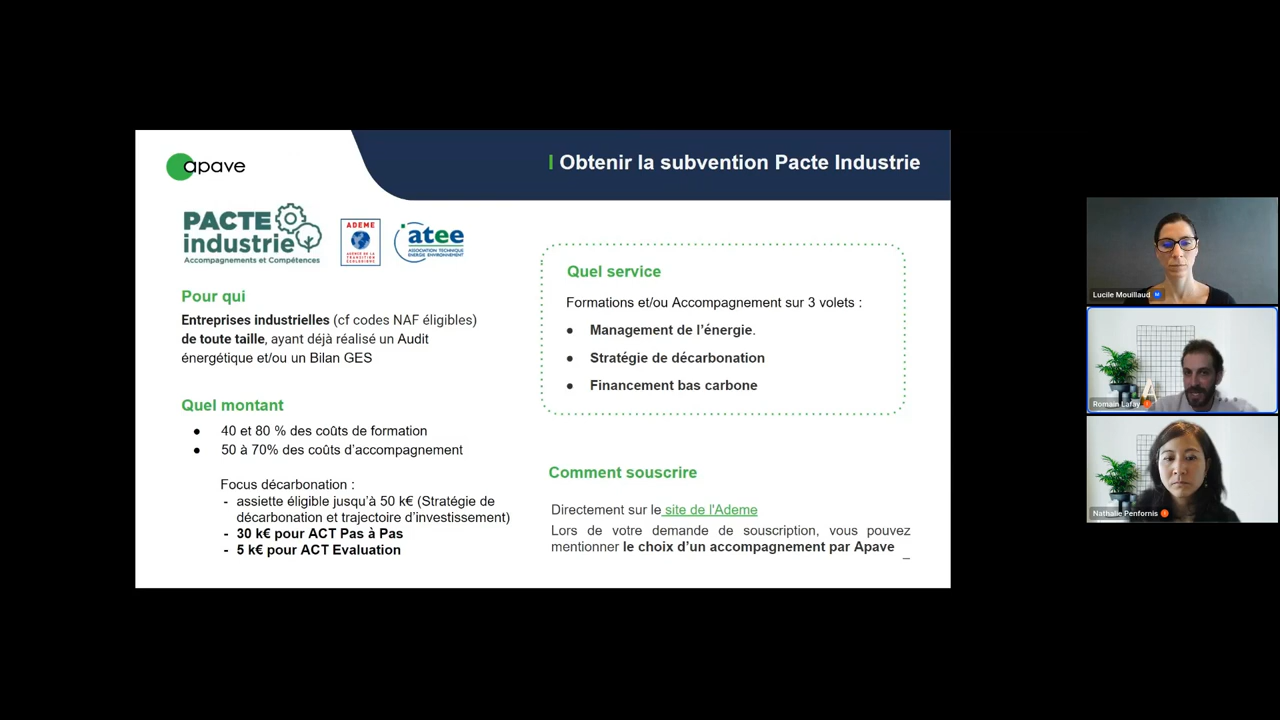 apave
| Obtenir la subvention Pacte Industrie
PACTE
industrie
Accompagnements et Compétences
ADEME
AGENCE DE LA
TRANSITION
ÉCOLOGIQUE
atee
ASSOCIATION TECHNIQUE
ENERGIE ENVIRONNEMENT
Pour qui
Entreprises industrielles (cf codes NAF éligibles)
de toute taille, ayant déjà réalisé un Audit
énergétique et/ou un Bilan GES
Quel montant
● 40 et 80 % des coûts de formation
● 50 à 70% des coûts d’accompagnement
Focus décarbonation :
- assiette éligible jusqu’à 50 k€ (Stratégie de
décarbonation et trajectoire d’investissement)
- 30 k€ pour ACT Pas à Pas
- 5 k€ pour ACT Evaluation
Quel service
Formations et/ou Accompagnement sur 3 volets :
● Management de l’énergie.
● Stratégie de décarbonation
● Financement bas carbone
Comment souscrire
Directement sur le site de l'Ademe
Lors de votre demande de souscription, vous pouvez
mentionner le choix d’un accompagnement par Apave
_
Lucile Mouillaud
Romain Lafay
Nathalie Penfornis